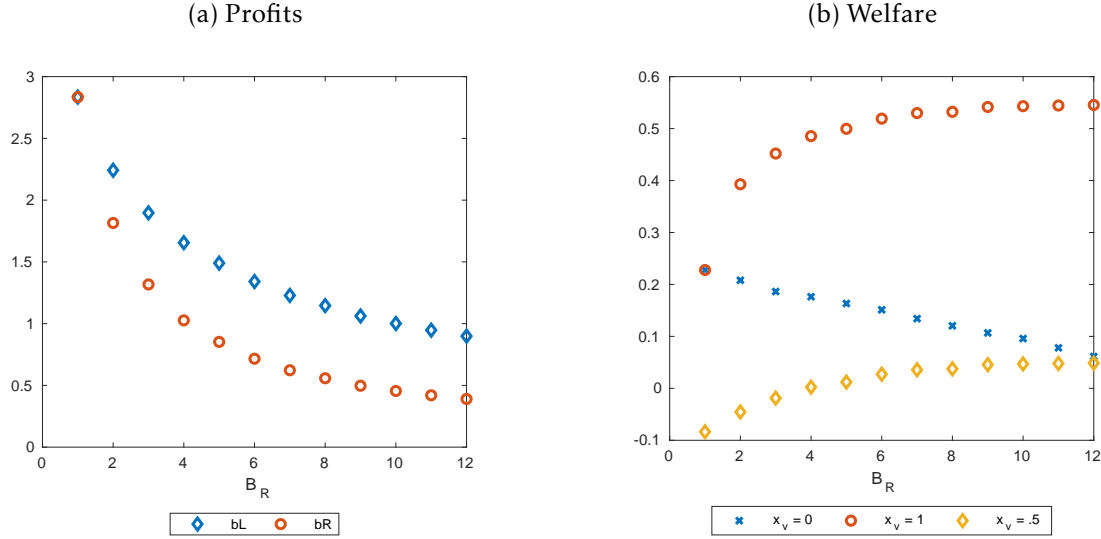 (a) Profits
3
2.5
2
1.5
1
0.5
0
0 2 4 6 8 10 12
B_R
bL bR
(b) Welfare
0.6
0.5
0.4
0.3
0.2
0.1
0
-0.1
0 2 4 6 8 10 12
B_R
x_v = 0 x_v = 1 x_v = .5